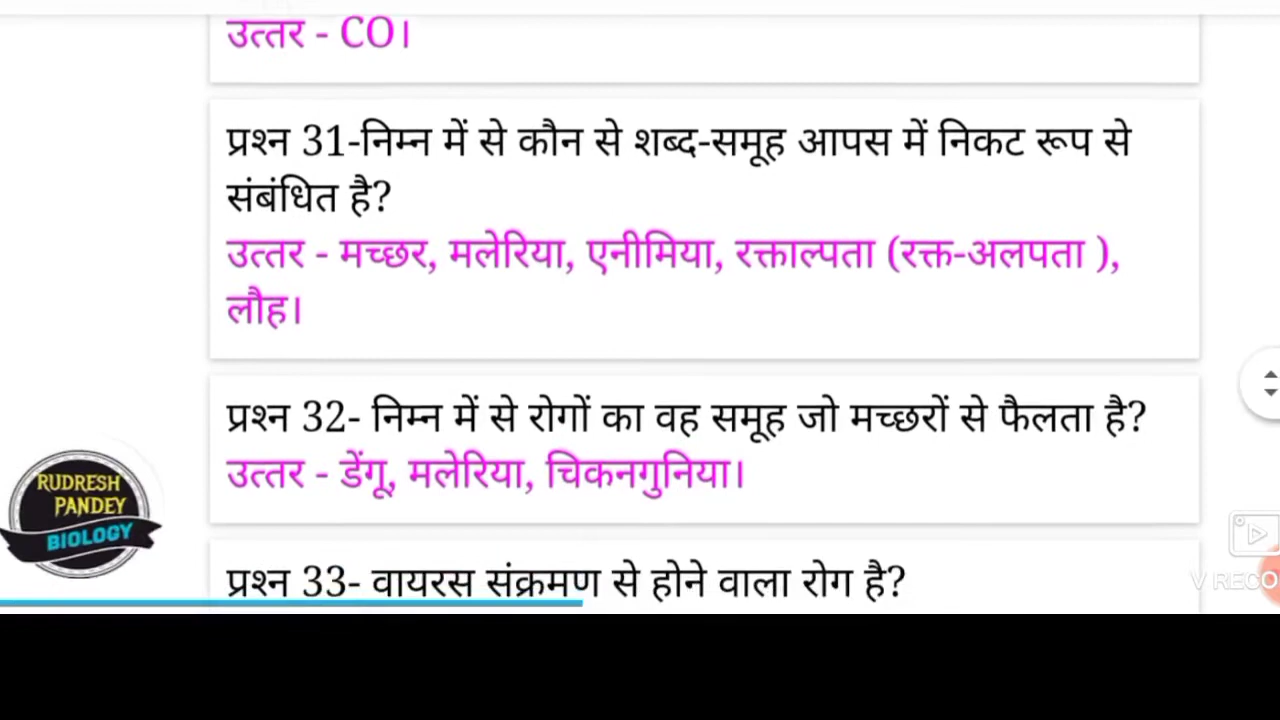 उत्तर - CO।
प्रश्न 31-निम्न में से कौन से शब्द-समूह आपस में निकट रूप से
संबंधित है?
उत्तर - मच्छर, मलेरिया, एनीमिया, रक्ताल्पता (रक्त-अलपता ),
लौह।
प्रश्न 32- निम्न में से रोगों का वह समूह जो मच्छरों से फैलता है?
उत्तर - डेंगू, मलेरिया, चिकनगुनिया।
RUDRESH
PANDEY
BIOLOGY
प्रश्न 33- वायरस संक्रमण से होने वाला रोग है?
V RECO